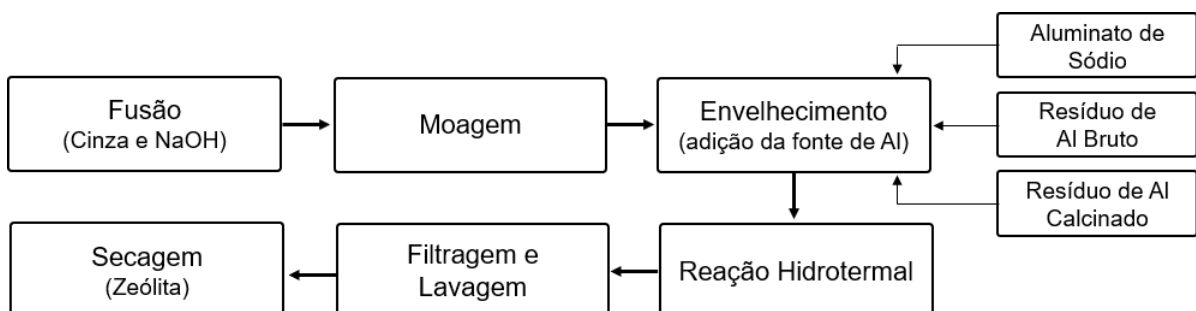 Fusão
(Cinza e NaOH)
Moagem
Envelhecimento
(adição da fonte de Al)
Aluminato de
Sódio
Resíduo de
Al Bruto
Resíduo de Al
Calcinado
Secagem
(Zeólita)
Filtragem e
Lavagem
Reação Hidrotermal